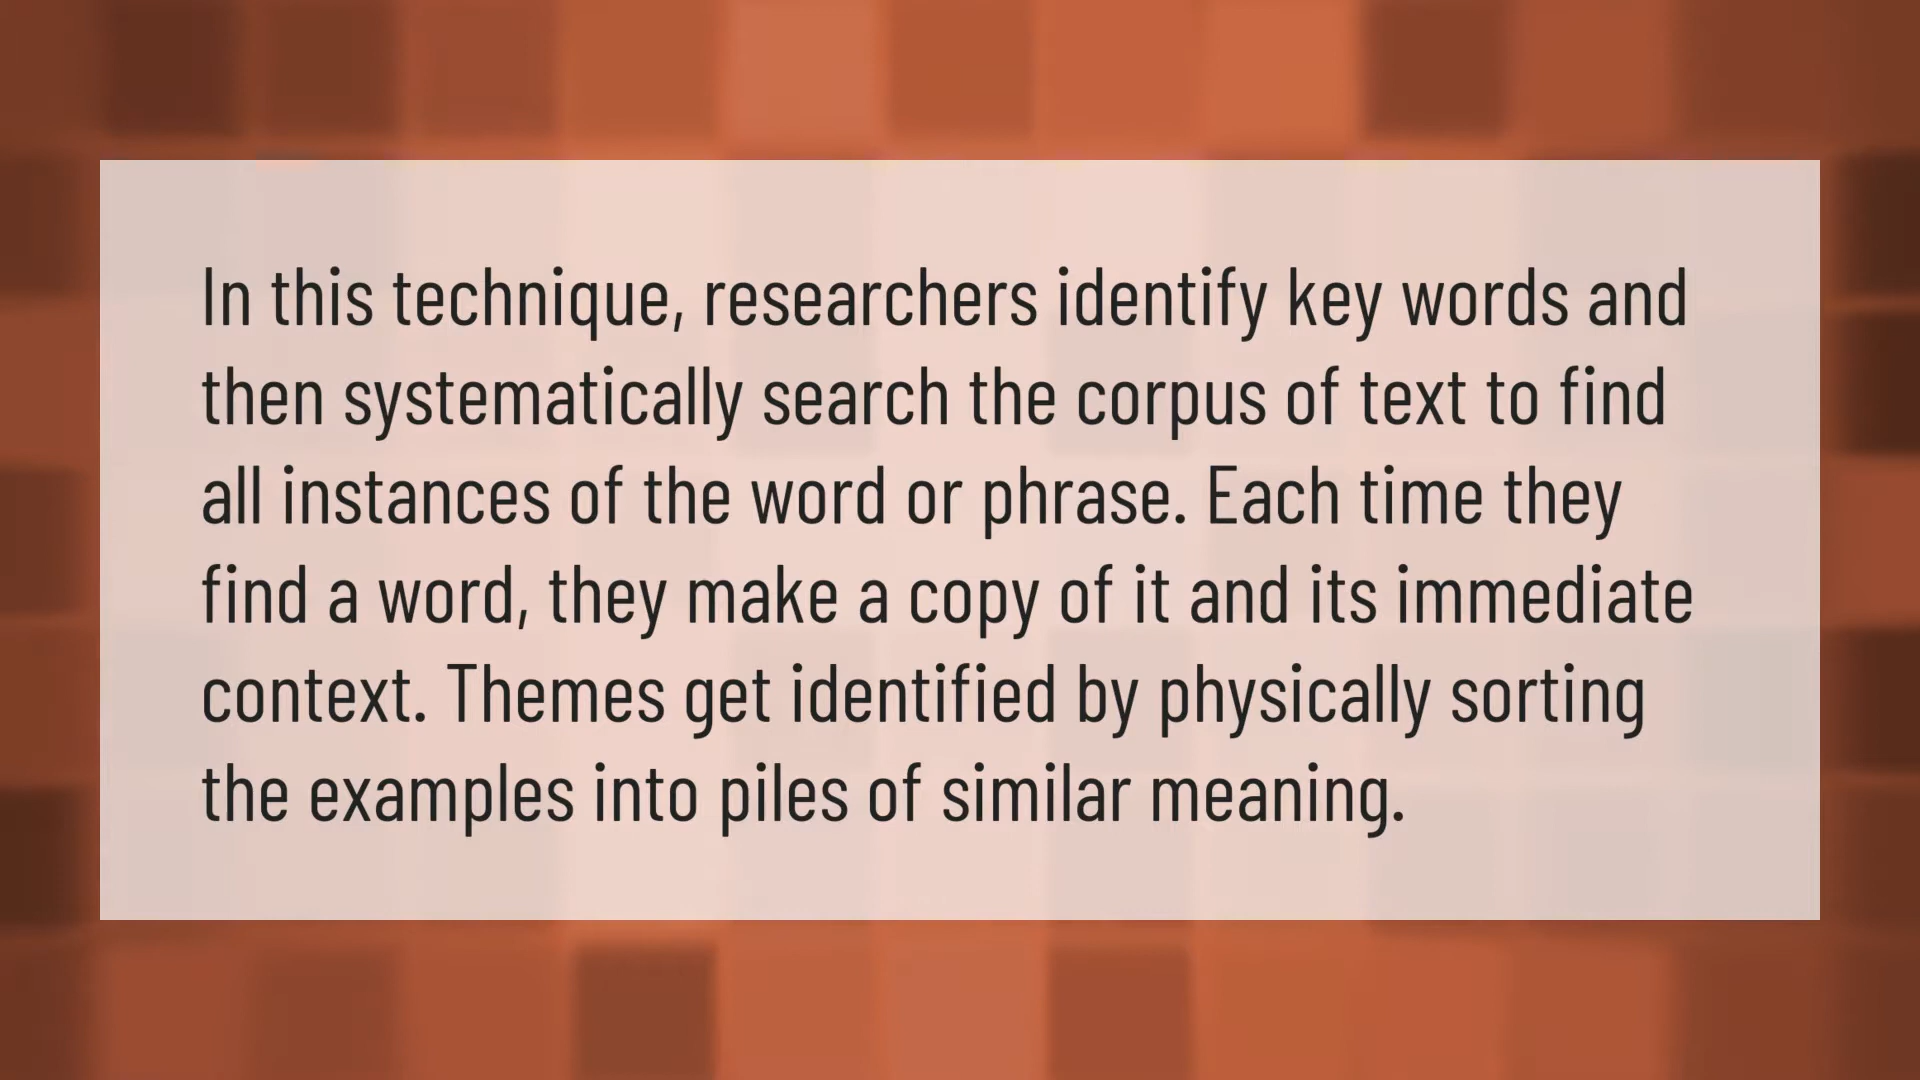 In this technique, researchers identify key words and
then systematically search the corpus of text to find
all instances of the word or phrase. Each time they
find a word, they make a copy of it and its immediate
context. Themes get identified by physically sorting
the examples into piles of similar meaning.